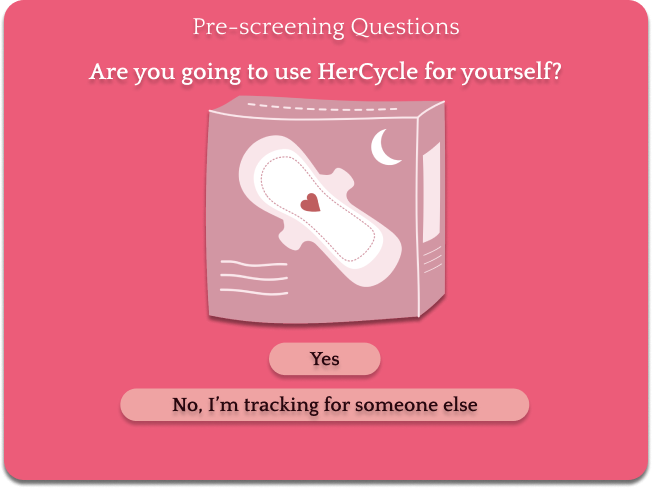 Pre-screening Questions
Are you going to use HerCycle for yourself?
Yes
No, I’m tracking for someone else